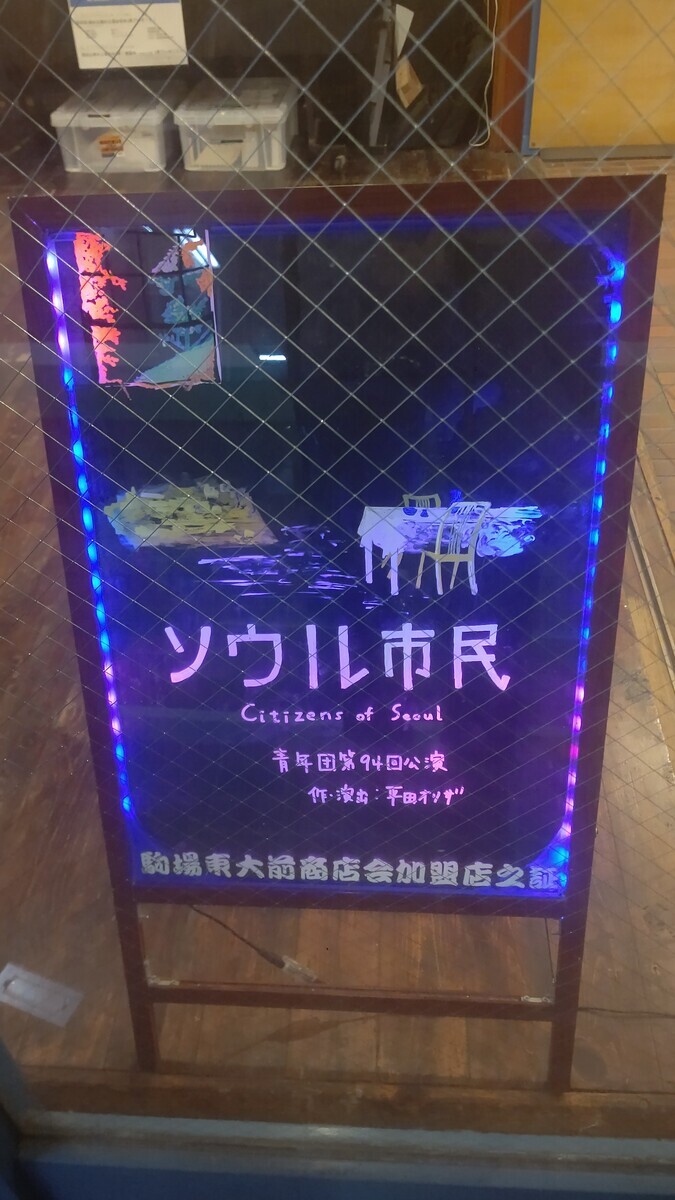 ソウル市民
Citizens of Seoul
青年団第94回公演
作・演出：平田オリザ
駒場東大前商店会加盟店之証